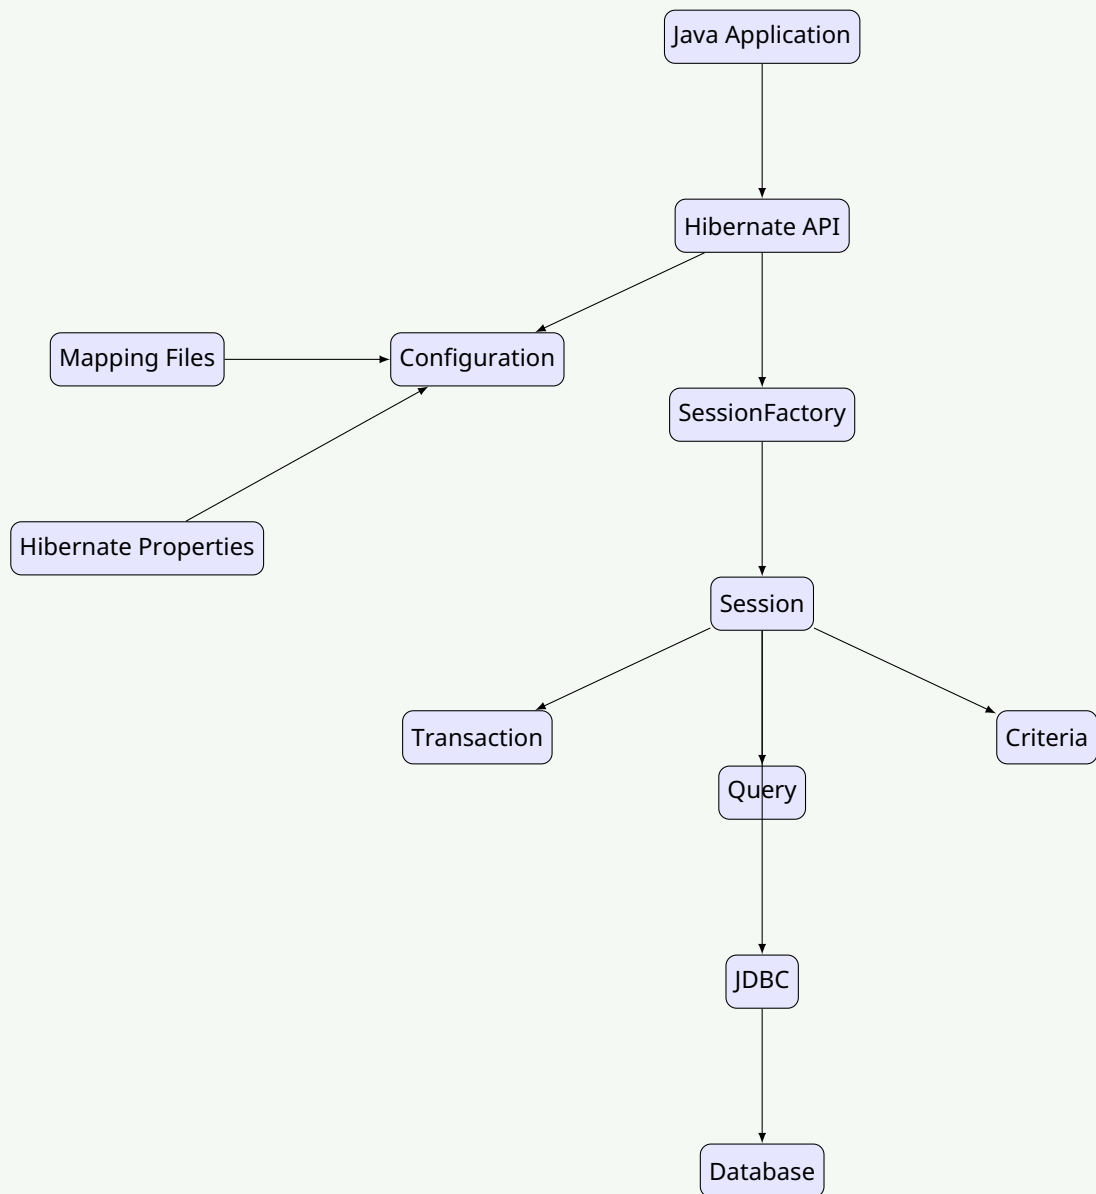 Java Application
Hibernate API
Mapping Files
Configuration
SessionFactory
Hibernate Properties
Session
Transaction
Criteria
Query
JDBC
Database